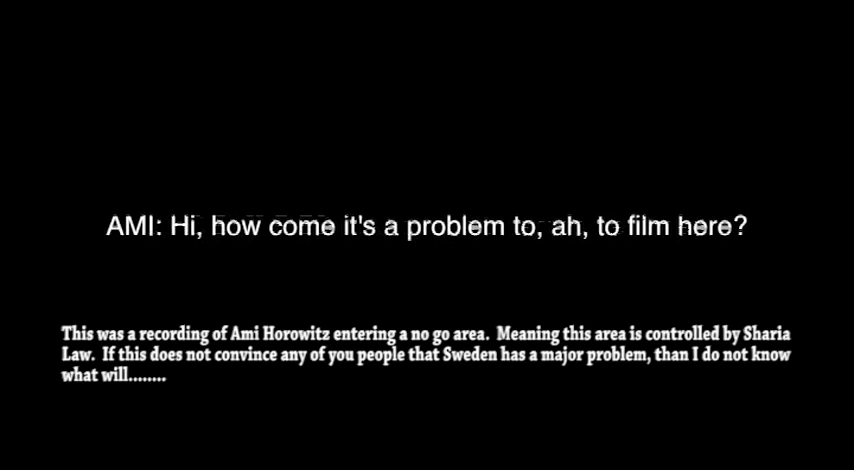 AMI: Hi, how come it's a problem to, ah, to film here?
This was a recording of Ami Horowitz entering a no go area. Meaning this area is controlled by Sharia
Law. If this does not convince any of you people that Sweden has a major problem, than I do not know
what will........